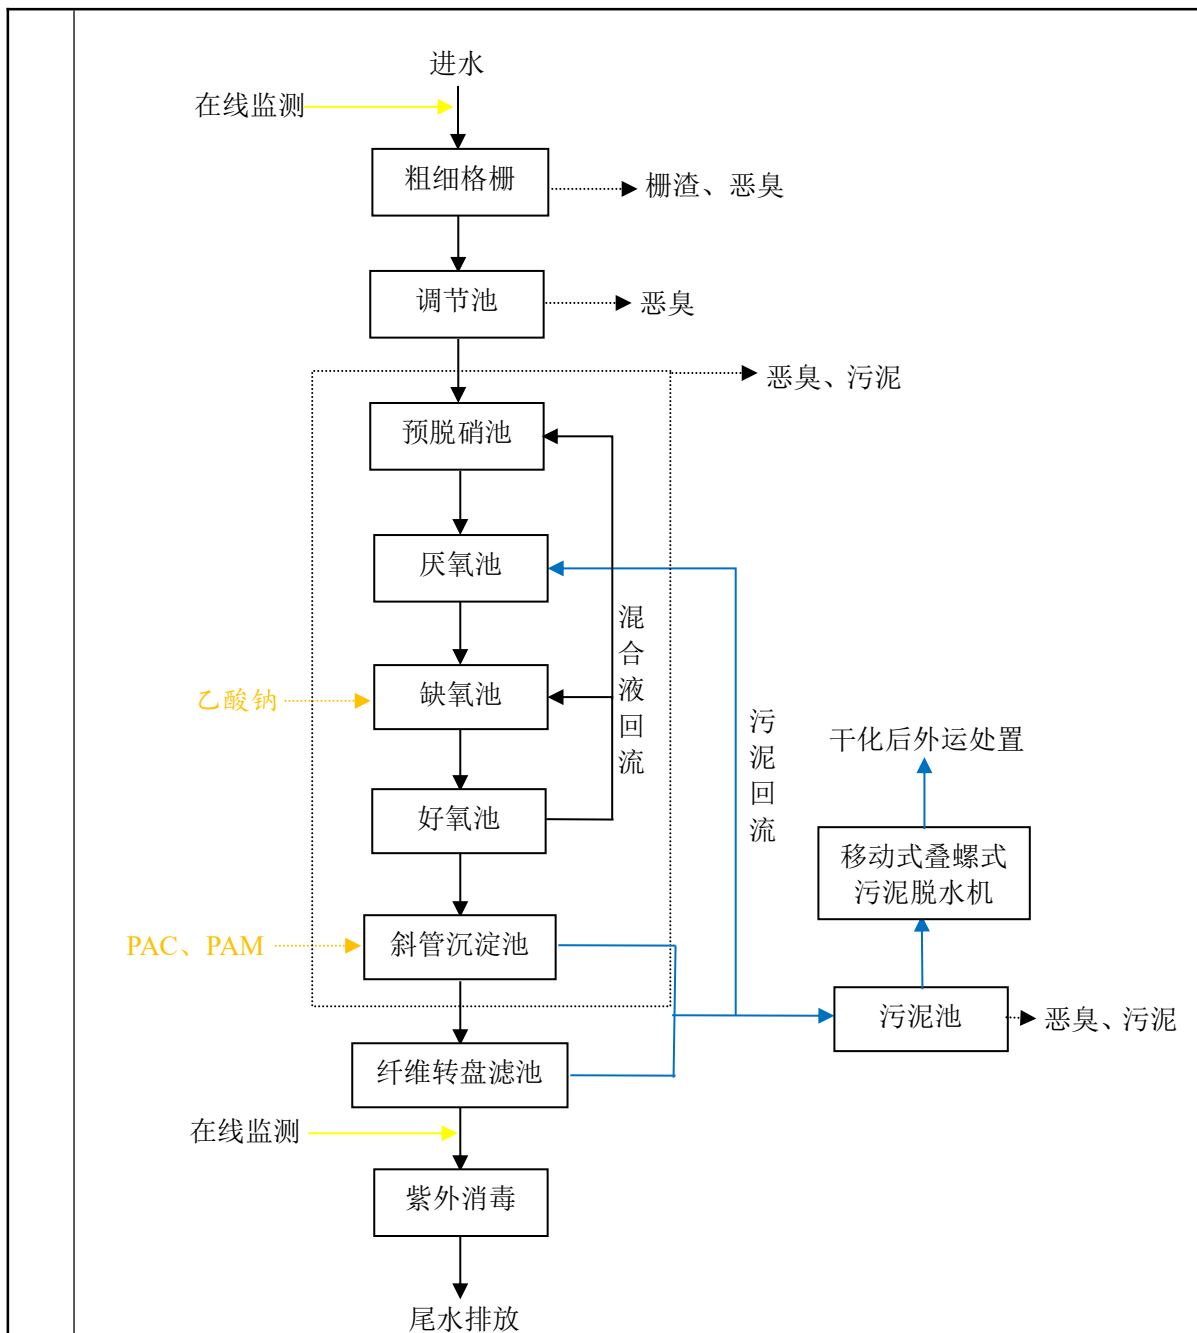 进水
在线监测
粗细格栅
栅渣、恶臭
调节池
恶臭
恶臭、污泥
预脱硝池
厌氧池
混合液回流
缺氧池
乙酸钠
污泥回流
干化后外运处置
好氧池
移动式叠螺式
污泥脱水机
斜管沉淀池
PAC、PAM
污泥池
恶臭、污泥
纤维转盘滤池
在线监测
紫外消毒
尾水排放